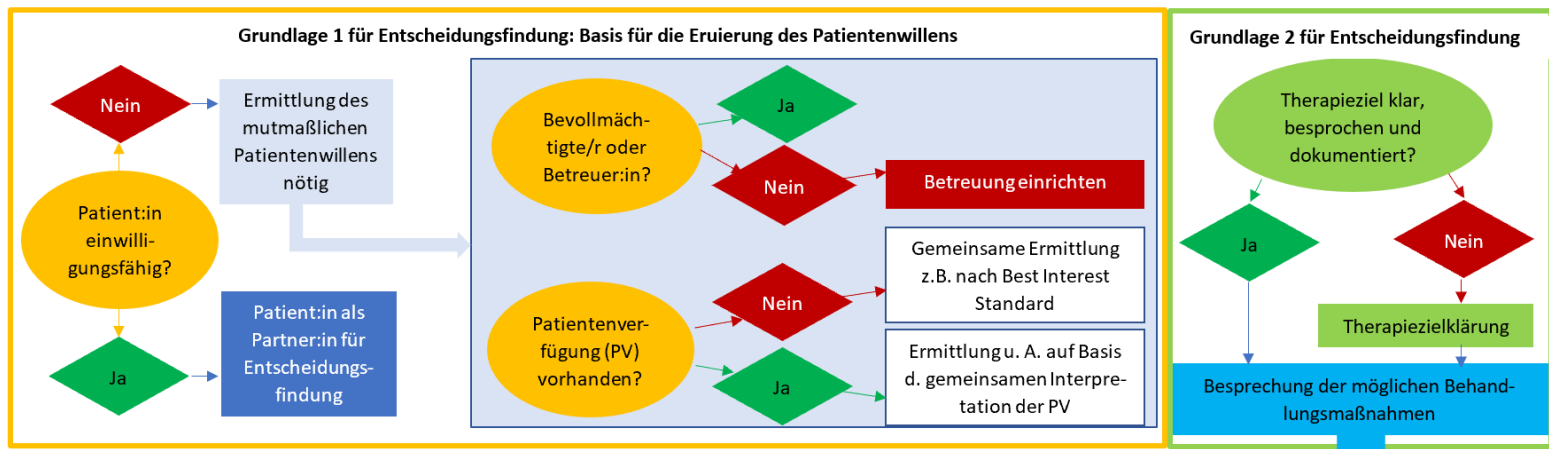 Grundlage 1 für Entscheidungsfindung: Basis für die Eruierung des Patientenwillens
Nein
Ermittlung des
mutmaßlichen
Patientenwillens
nötig
Patient:in
einwilli-
gungsfähig?
Ja
Patient:in als
Partner:in für
Entscheidungs-
findung
Bevollmäch-
tigte/r oder
Betreuer:in?
Ja
Nein
Betreuung einrichten
Patientenver-
fügung (PV)
vorhanden?
Nein
Gemeinsame Ermittlung
z.B. nach Best Interest
Standard
Ja
Ermittlung u. A. auf Basis
d. gemeinsamen Interpre-
tation der PV
Grundlage 2 für Entscheidungsfindung
Therapieziel klar,
besprochen und
dokumentiert?
Ja
Nein
Therapiezielklärung
Besprechung der möglichen Behand-
lungsmaßnahmen